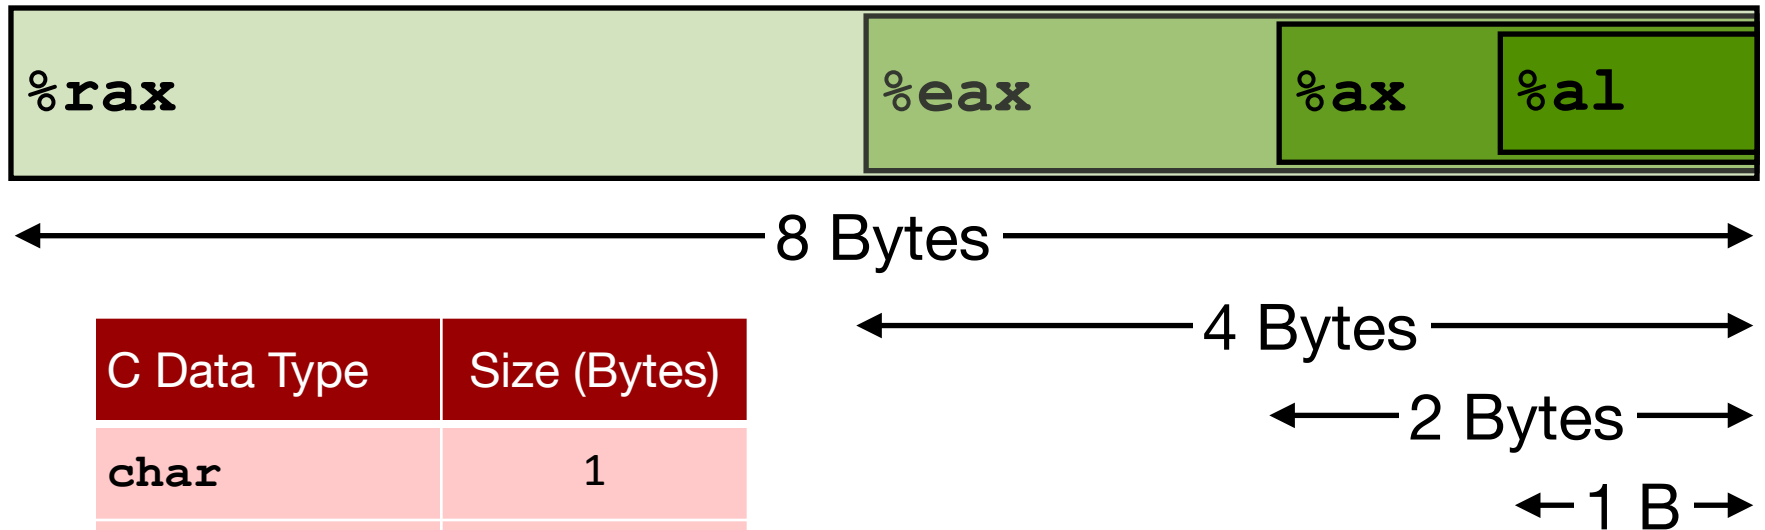 %rax %eax %ax %al
8 Bytes
4 Bytes
C Data Type Size (Bytes)
2 Bytes
char 1
1 B